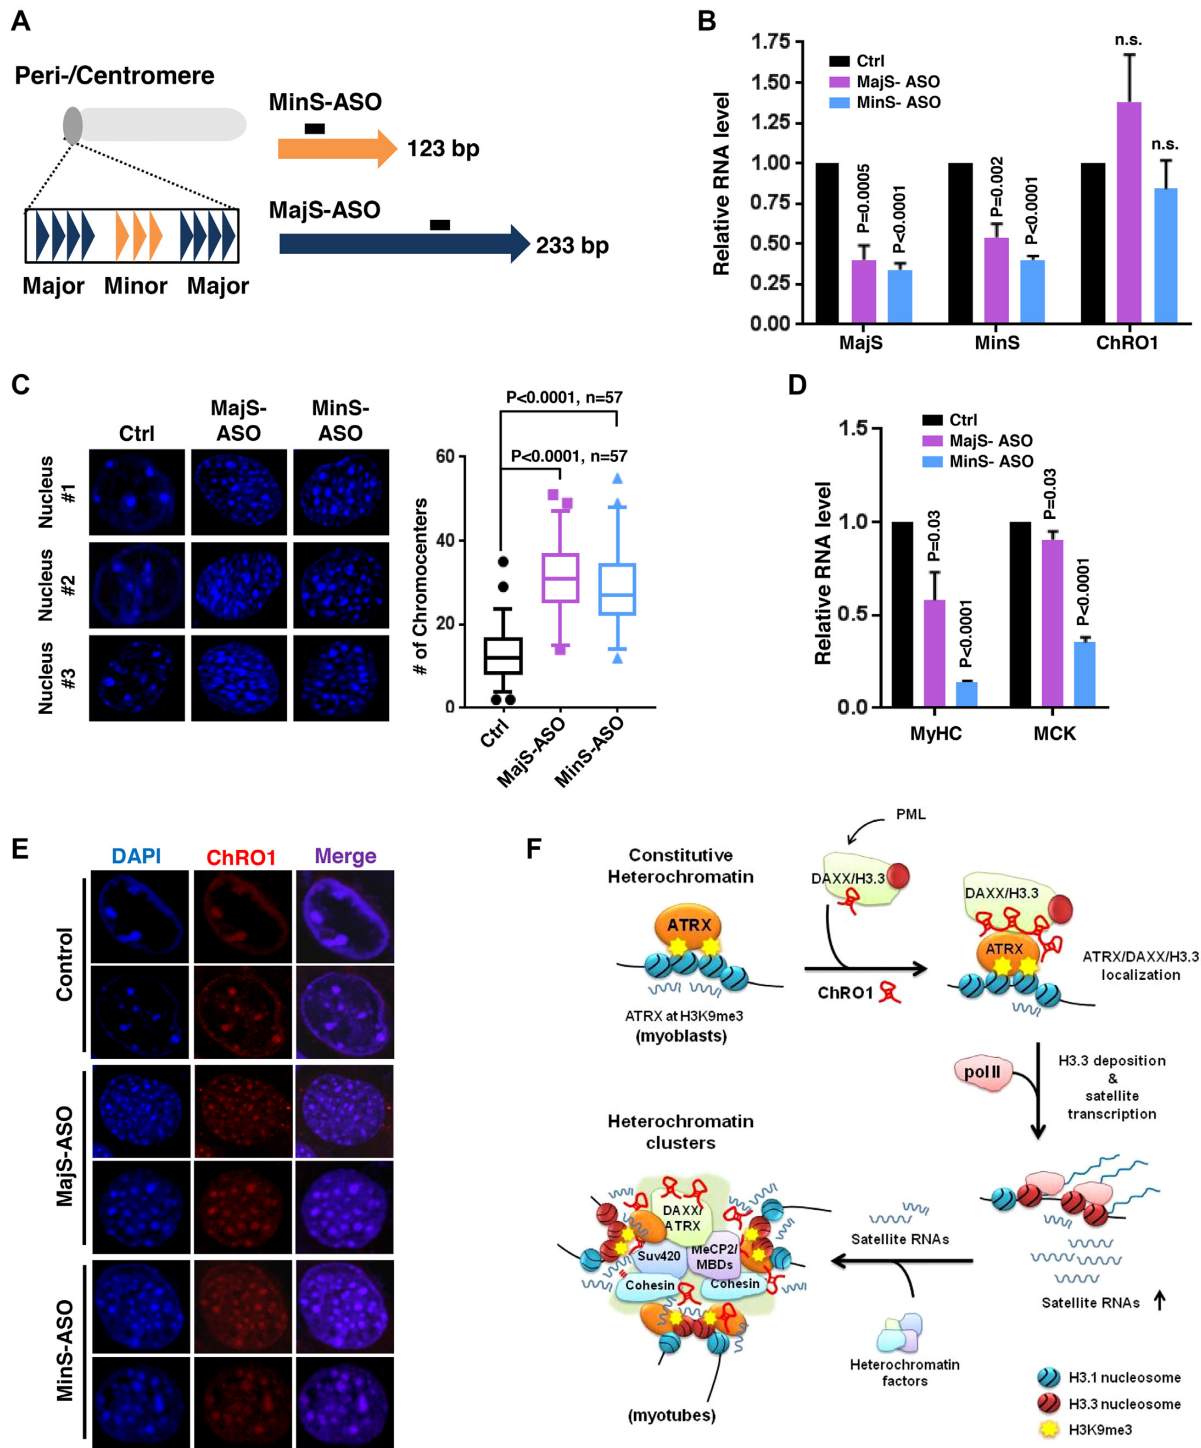 A
Peri-/Centromere
MinS-ASO
123 bp
MajS-ASO
233 bp
Major Minor Major
B
Relative RNA level
1.75
1.50
1.25
1.00
0.75
0.50
0.25
0.00
Ctrl
MajS- ASO
MinS- ASO
P=0.0005
P<0.0001
P=0.002
P<0.0001
n.s.
n.s.
MajS MinS ChRO1
C
Ctrl
MajS-
ASO
MinS-
ASO
Nucleus
#1
Nucleus
#2
Nucleus
#3
# of Chromocenters
60
40
20
0
P<0.0001, n=57
P<0.0001, n=57
Ctrl
MajS-ASO
MinS-ASO
D
Relative RNA level
1.5
1.0
0.5
0.0
Ctrl
MajS- ASO
MinS- ASO
P=0.03
P<0.0001
P=0.03
P<0.0001
MyHC MCK
E
DAPI ChRO1 Merge
Control
MajS-ASO
MinS-ASO
F
Constitutive
Heterochromatin
ATRX
ATRX at H3K9me3
(myoblasts)
PML
DAXX/H3.3
ChRO1
DAXX/H3.3
ATRX
ATRX/DAXX/H3.3
localization
pol II
H3.3 deposition
&
satellite
transcription
Satellite RNAs
Satellite RNAs
Heterochromatin
factors
Heterochromatin
clusters
DAXX/
ATRX
Suv420
MeCP2/
MBDs
Cohesin
Cohesin
(myotubes)
H3.1 nucleosome
H3.3 nucleosome
H3K9me3